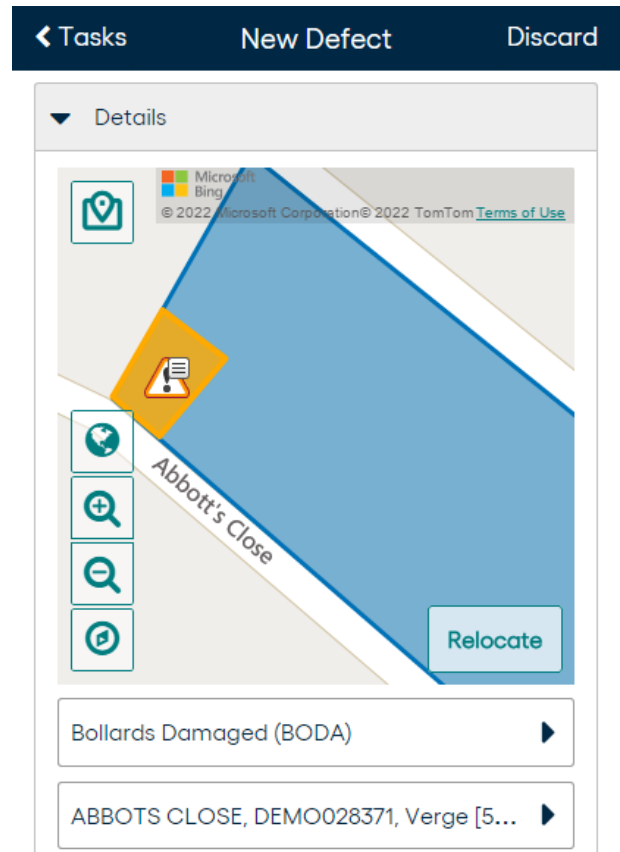 Tasks
New Defect
Discard
Details
Microsoft
Bing
© 2022 Microsoft Corporation© 2022 TomTom Terms of Use
Abbott's Close
Relocate
Bollards Damaged (BODA)
ABBOTS CLOSE, DEMO028371, Verge [5...